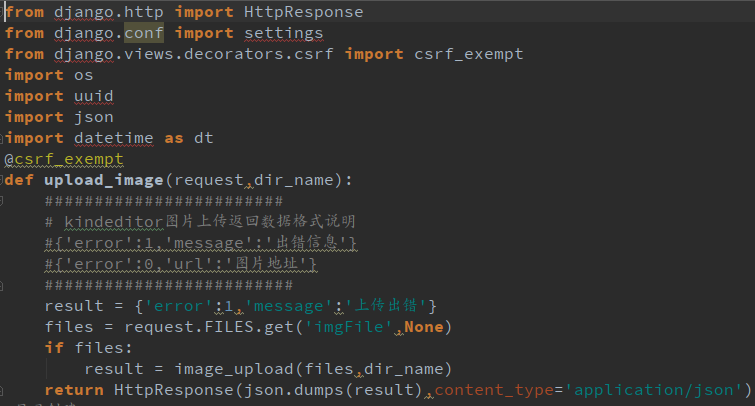 from django.http import HttpResponse
from django.conf import settings
from django.views.decorators.csrf import csrf_exempt
import os
import uuid
import json
import datetime as dt
@csrf_exempt
def upload_image(request,dir_name):
    ########################
    # kindeditor图片上传返回数据格式说明
    #{'error':1,'message':'出错信息'}
    #{'error':0,'url':'图片地址'}
    #########################
    result = {'error':1,'message':'上传出错'}
    files = request.FILES.get('imgFile',None)
    if files:
        result = image_upload(files,dir_name)
    return HttpResponse(json.dumps(result),content_type='application/json')